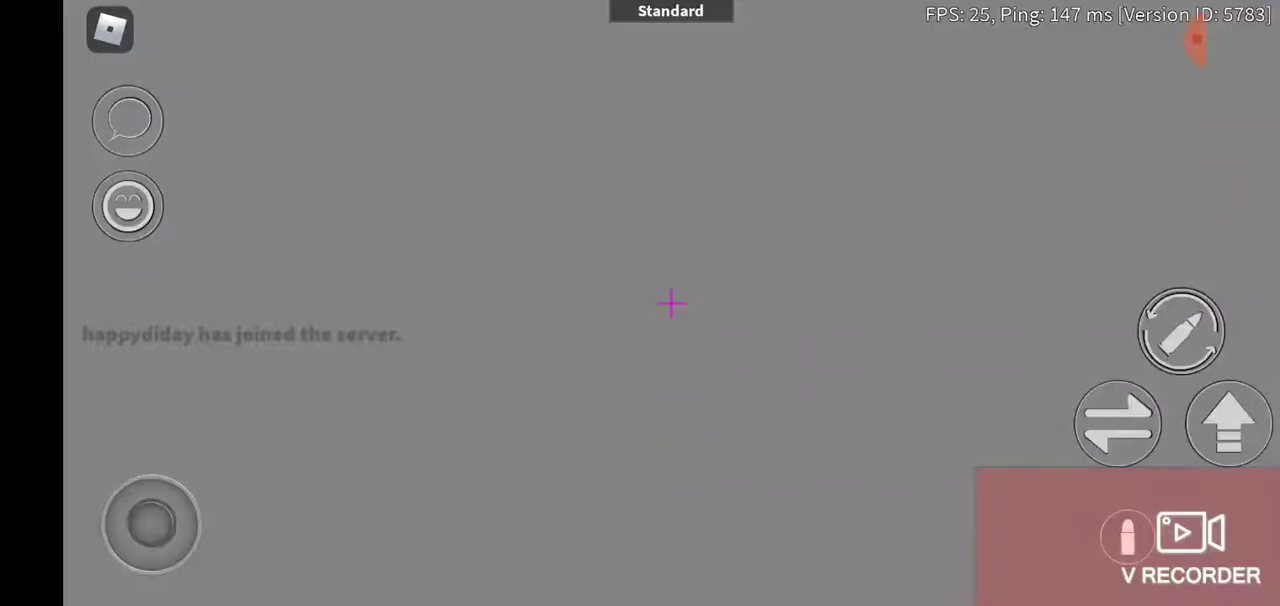 Standard
FPS: 25, Ping: 147 ms [Version ID: 5783]
happydiday has joined the server.
V RECORDER